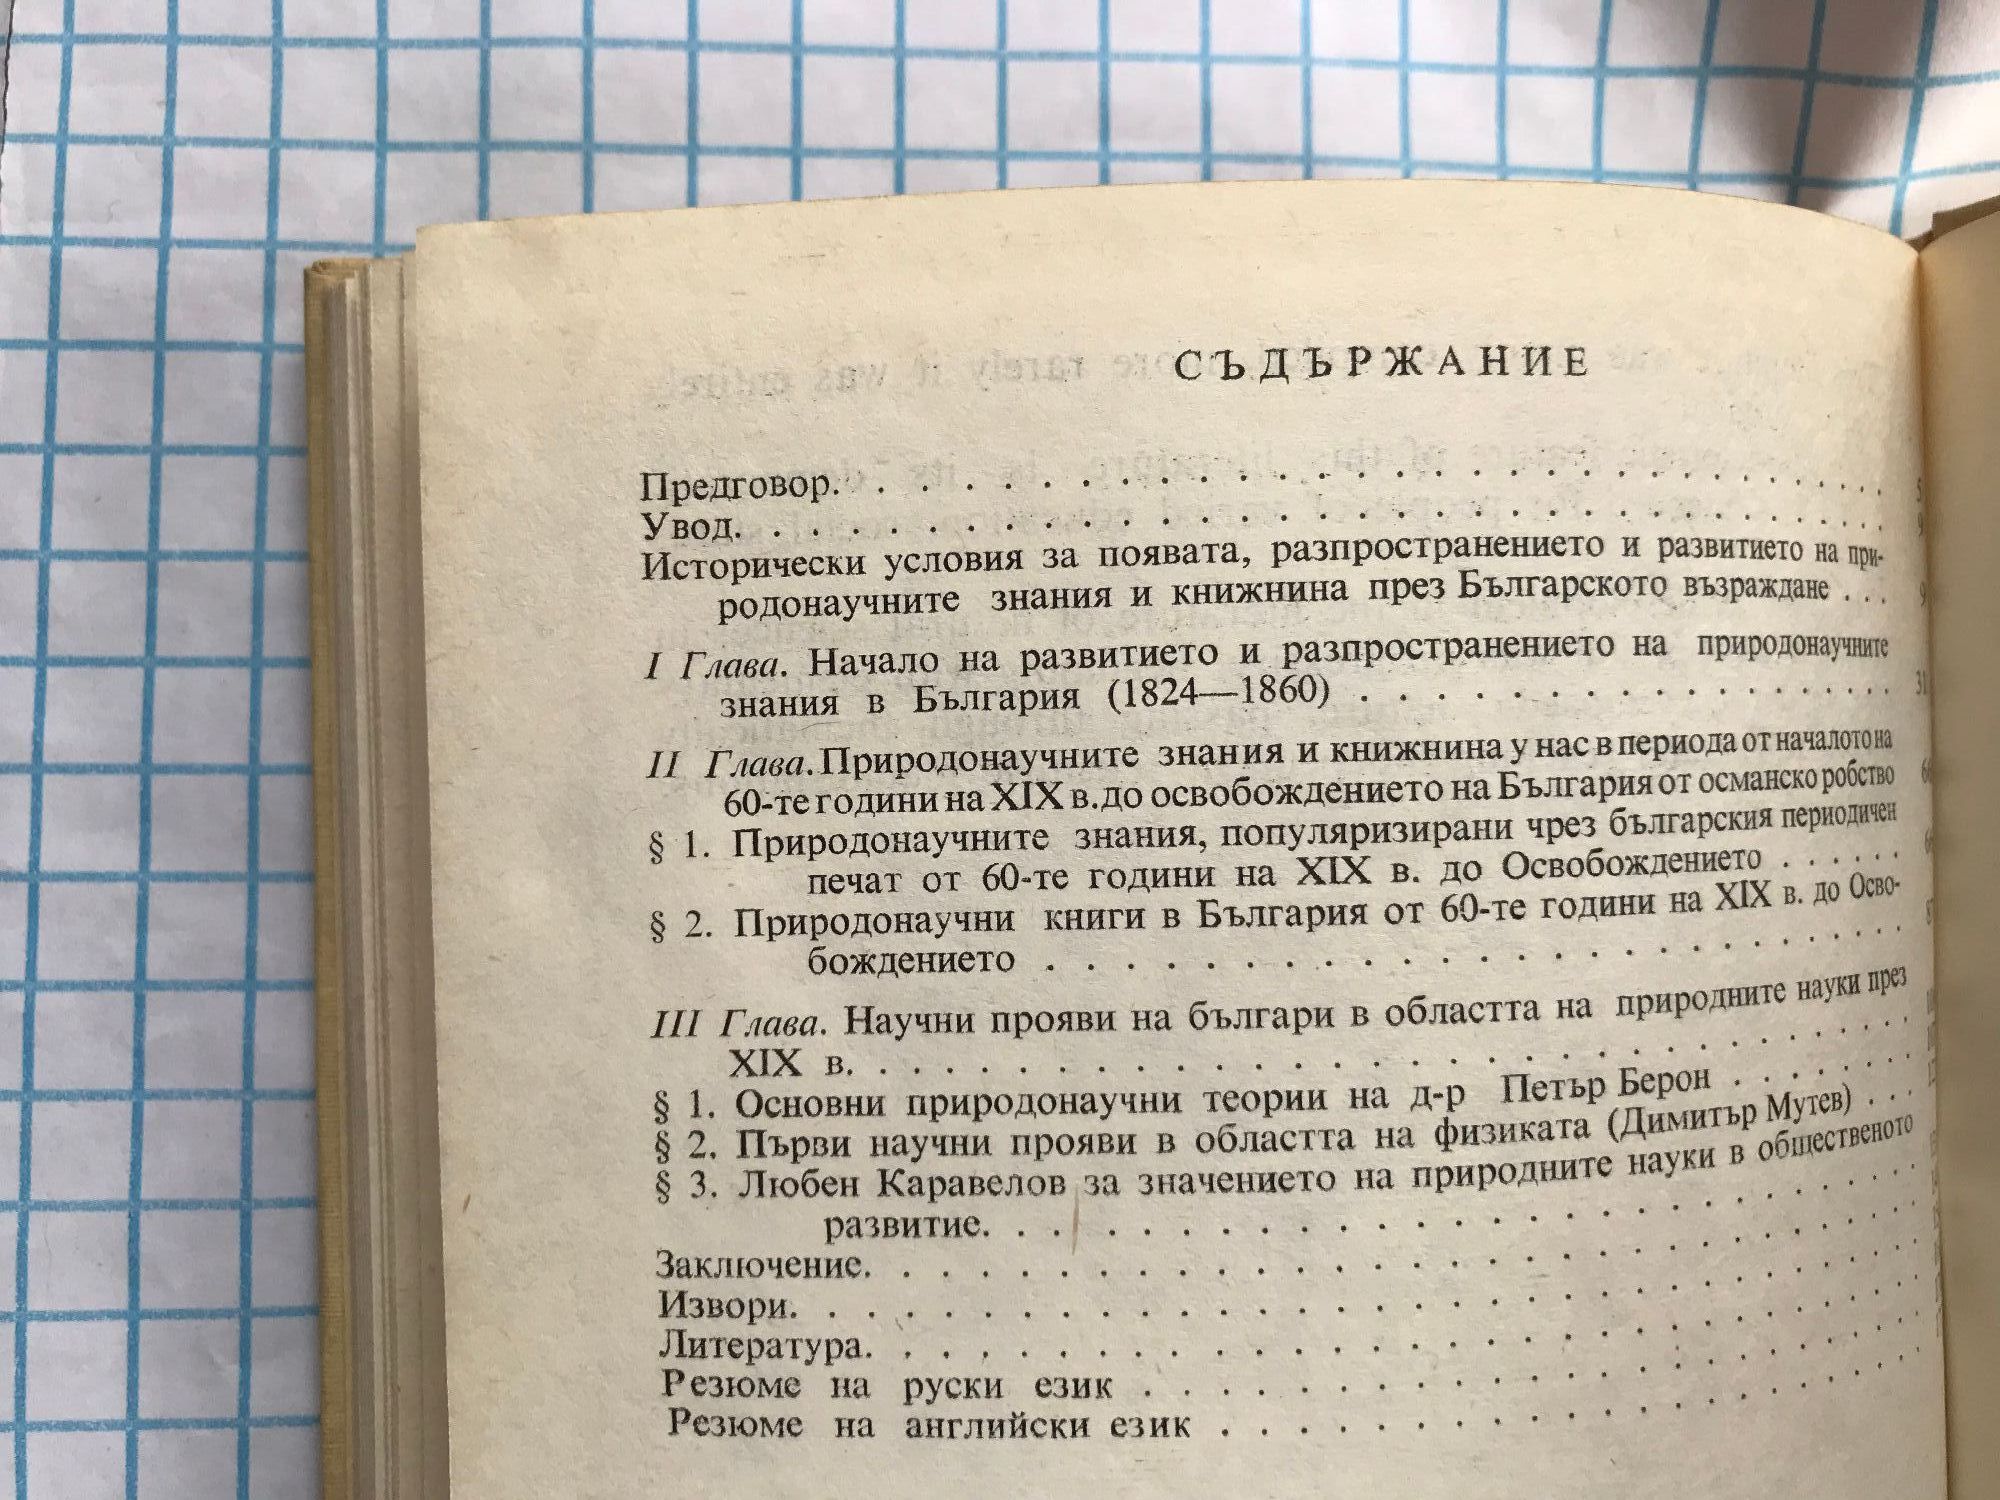 СЪДЪРЖАНИЕ
Предговор. . . . . . . . . . . . . . . . . . . . . . . . . . 5
Увод. . . . . . . . . . . . . . . . . . . . . . . . . . . . 9
Исторически условия за появата, разпространението и развитието на при-
родонаучните знания и книжнина през Българското възраждане . . . 9
I Глава. Начало на развитието и разпространението на природонаучните
знания в България (1824—1860) . . . . . . . . . . . . . . 31
II Глава. Природонаучните знания и книжнина у нас в периода от началото на
60-те години на XIX в. до освобождението на България от османско робство
§ 1. Природонаучните знания, популяризирани чрез българския периодичен
печат от 60-те години на XIX в. до Освобождението . . . . . .
§ 2. Природонаучни книги в България от 60-те години на XIX в. до Осво-
бождението . . . . . . . . . . . . . . . . . . . . .
III Глава. Научни прояви на българи в областта на природните науки през
XIX в. . . . . . . . . . . . . . . . . . . . . . . . . .
§ 1. Основни природонаучни теории на д-р Петър Берон . . . . . . .
§ 2. Първи научни прояви в областта на физиката (Димитър Мутев) . . .
§ 3. Любен Каравелов за значението на природните науки в общественото
развитие. . . . . . . . . . . . . . . . . . . . . . .
Заключение. . . . . . . . . . . . . . . . . . . . . . . . .
Извори. . . . . . . . . . . . . . . . . . . . . . . . . . .
Литература. . . . . . . . . . . . . . . . . . . . . . . . .
Резюме на руски език . . . . . . . . . . . . . . . . . . .
Резюме на английски език . . . . . . . . . . . . . . . . .